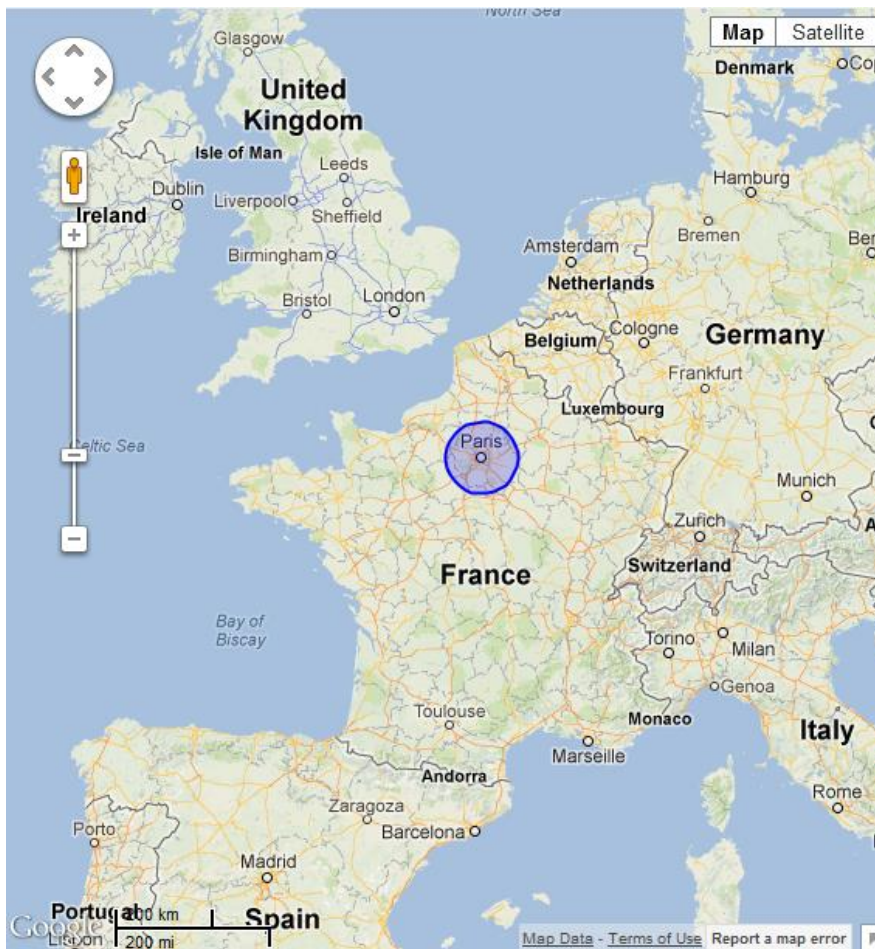 North Sea
Glasgow
Map
Satellite
Denmark
United
Kingdom
Isle of Man
Leeds
Dublin
Liverpool
Sheffield
Ireland
Hamburg
Bremen
Birmingham
Amsterdam
Netherlands
Bristol
London
Cologne
Belgium
Germany
Frankfurt
Luxembourg
Celtic Sea
Paris
Munich
Zurich
Switzerland
France
Bay of
Biscay
Torino
Milan
Genoa
Toulouse
Monaco
Marseille
Italy
Andorra
Rome
Zaragoza
Barcelona
Porto
Madrid
Portugal
Spain
Google
Lisbon
200 mi
Map Data - Terms of Use
Report a map error